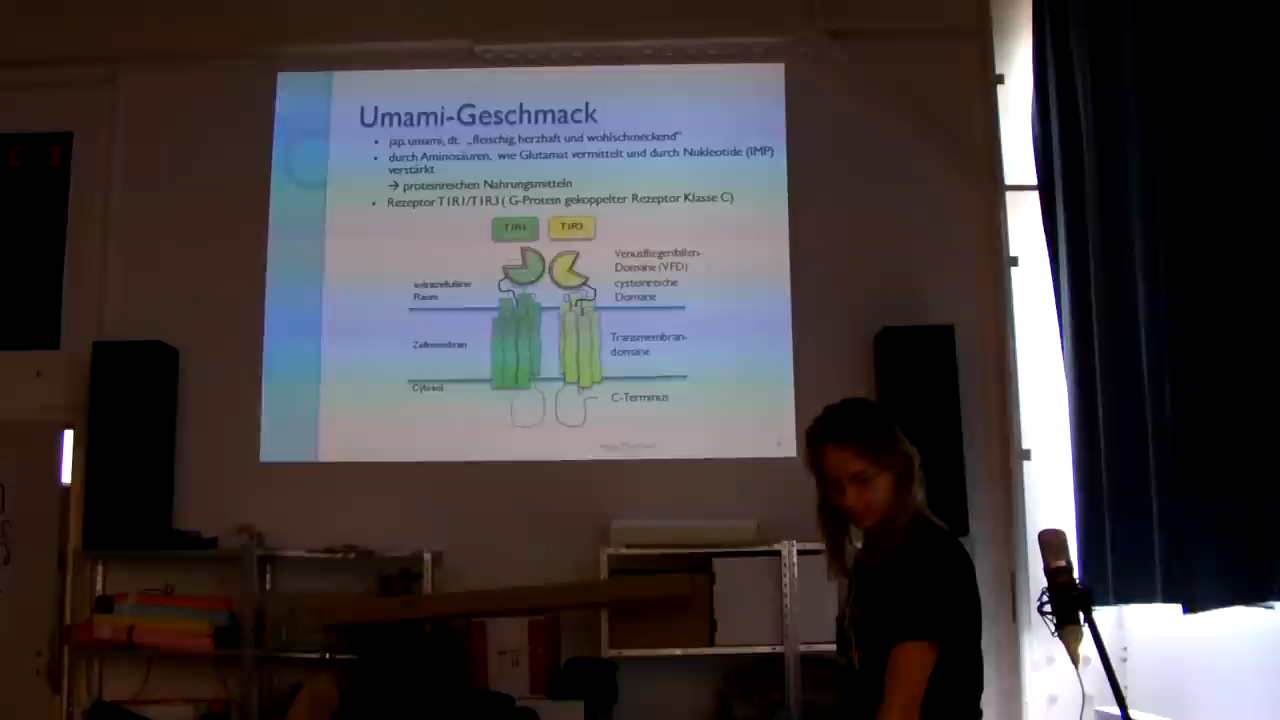 Umami-Geschmack
jap. umami, dt. „fleischig, herzhaft und wohlschmeckend"
durch Aminosäuren, wie Glutamat vermittelt und durch Nukleotide (IMP)
verstärkt
→ proteinreichen Nahrungsmitteln
Rezeptor T1R1/T1R3 ( G-Protein gekoppelter Rezeptor Klasse C)
T1R1
T1R3
Venusfliegenfallen-
Domäne (VFD)
cysteinreiche
Domäne
extrazellulärer
Raum
Zellmembran
Transmembran-
domäne
Cytosol
C-Terminus